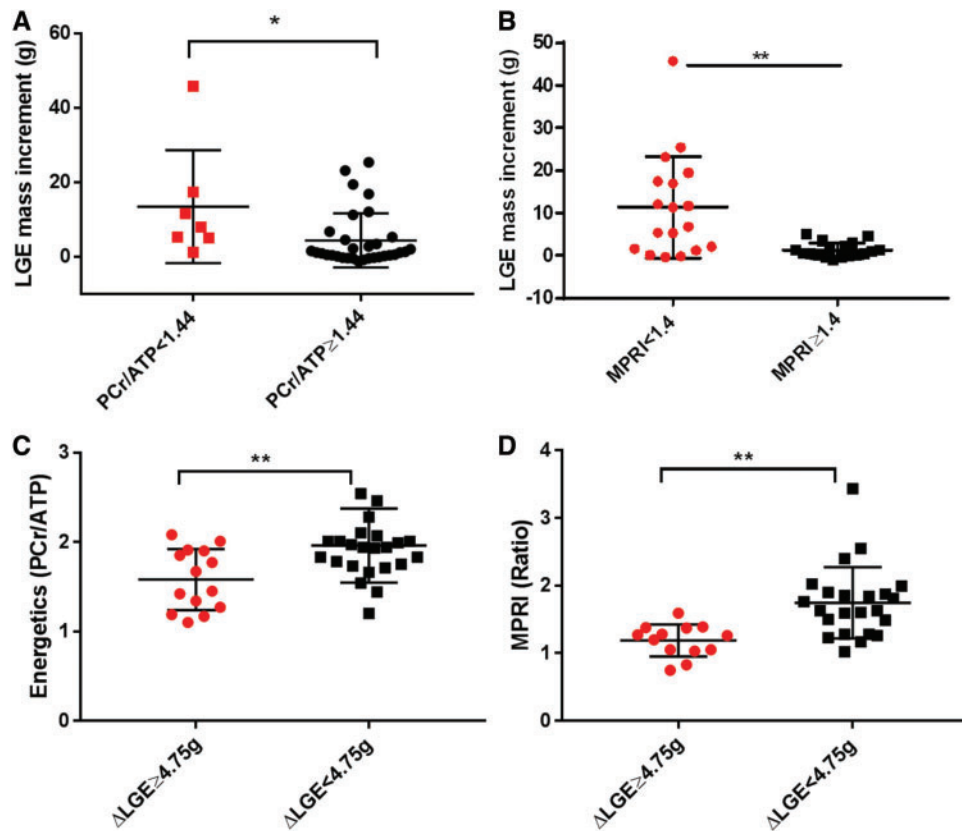 A
LGE mass increment (g)
60
40
20
0
*
PCr/ATP<1.44
PCr/ATP≥1.44
B
LGE mass increment (g)
50
40
30
20
10
0
-10
**
MPRI<1.4
MPRI≥1.4
C
Energetics (PCr/ATP)
3
2
1
0
**
ΔLGE≥4.75g
ΔLGE<4.75g
D
MPRI (Ratio)
4
3
2
1
0
**
ΔLGE≥4.75g
ΔLGE<4.75g